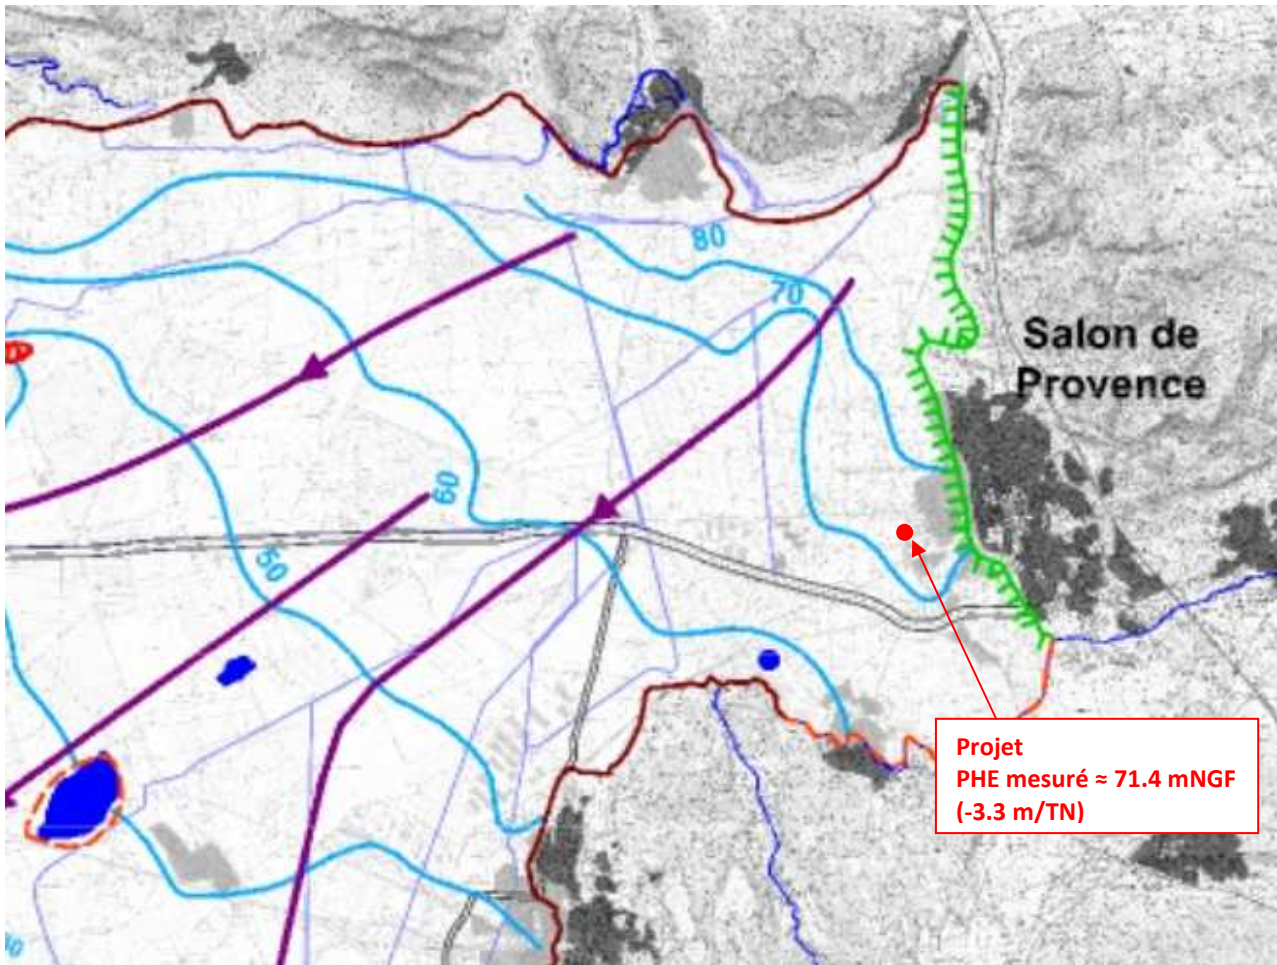 80
70
Salon de
Provence
60
50
Projet
PHE mesuré ≈ 71.4 mNGF
(-3.3 m/TN)